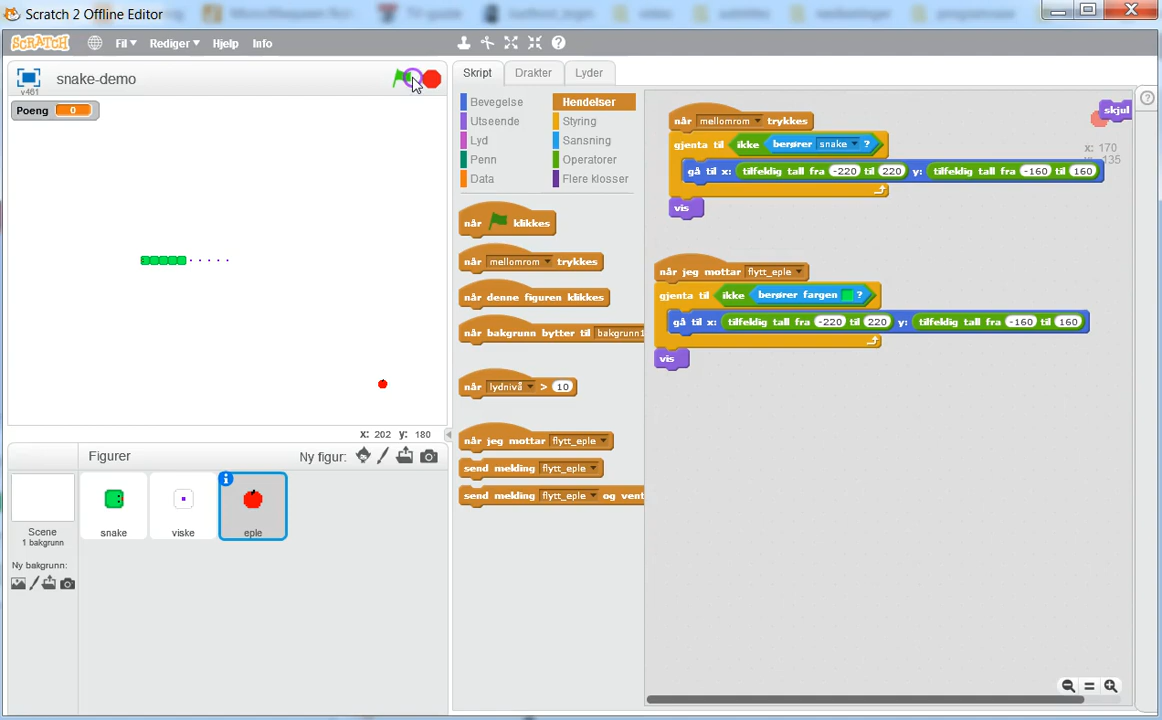 Scratch 2 Offline Editor
SCRATCH
Fil
Rediger
Hjelp
Info
v461
snake-demo
Poeng 0
x: 202 y: 180
Figurer
Ny figur:
Scene
1 bakgrunn
Ny bakgrunn:
snake
viske
eple
Skript
Drakter
Lyder
Bevegelse
Hendelser
Utseende
Styring
Lyd
Sansning
Penn
Operatorer
Data
Flere klosser
når klikkes
når mellomrom trykkes
når denne figuren klikkes
når bakgrunn bytter til bakgrunn1
når lydnivå > 10
når jeg mottar flytt_eple
send melding flytt_eple
send melding flytt_eple og vent
når mellomrom trykkes
gjenta til ikke berører snake ?
gå til x: tilfeldig tall fra -220 til 220 y: tilfeldig tall fra -160 til 160
vis
når jeg mottar flytt_eple
gjenta til ikke berører fargen ?
gå til x: tilfeldig tall fra -220 til 220 y: tilfeldig tall fra -160 til 160
vis
skjul
x: 170